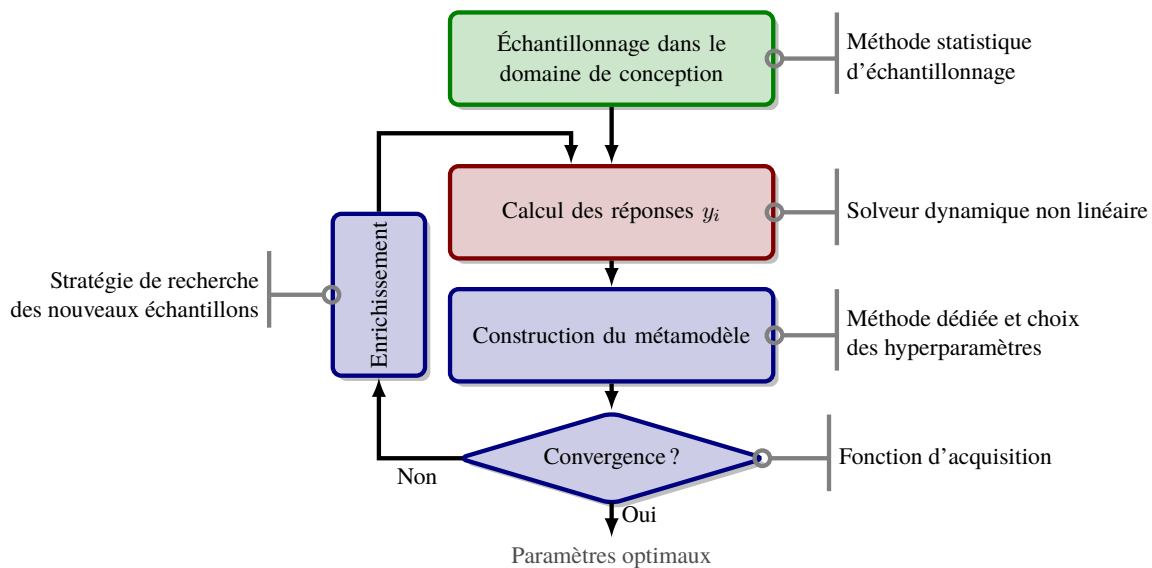 Échantillonnage dans le
domaine de conception
Méthode statistique
d'échantillonnage
Calcul des réponses $y_i$
Solveur dynamique non linéaire
Enrichissement
Stratégie de recherche
des nouveaux échantillons
Construction du métamodèle
Méthode dédiée et choix
des hyperparamètres
Convergence ?
Fonction d'acquisition
Non
Oui
Paramètres optimaux